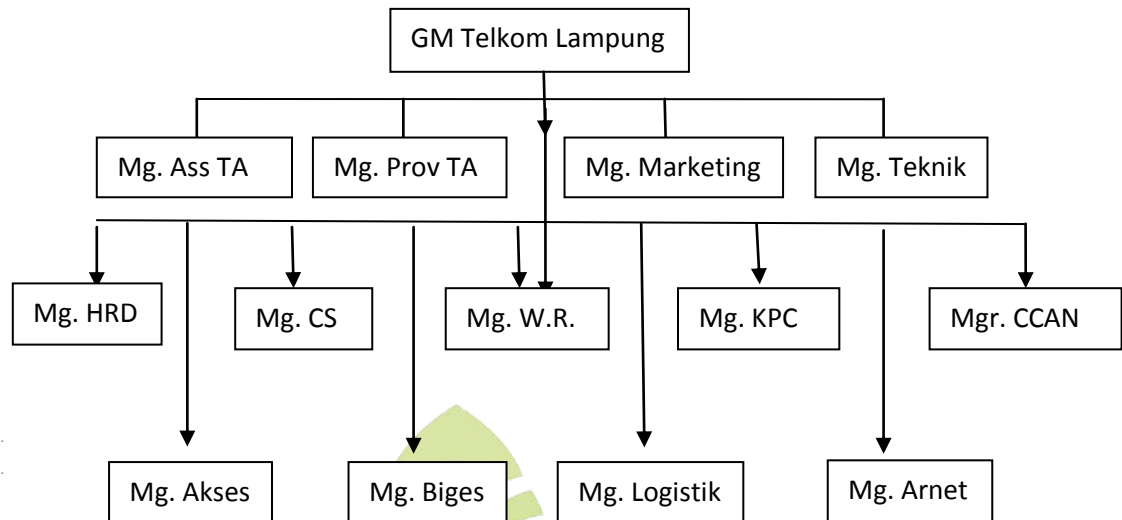 GM Telkom Lampung
Mg. Ass TA
Mg. Prov TA
Mg. Marketing
Mg. Teknik
Mg. HRD
Mg. CS
Mg. W.R.
Mg. KPC
Mgr. CCAN
Mg. Akses
Mg. Biges
Mg. Logistik
Mg. Arnet